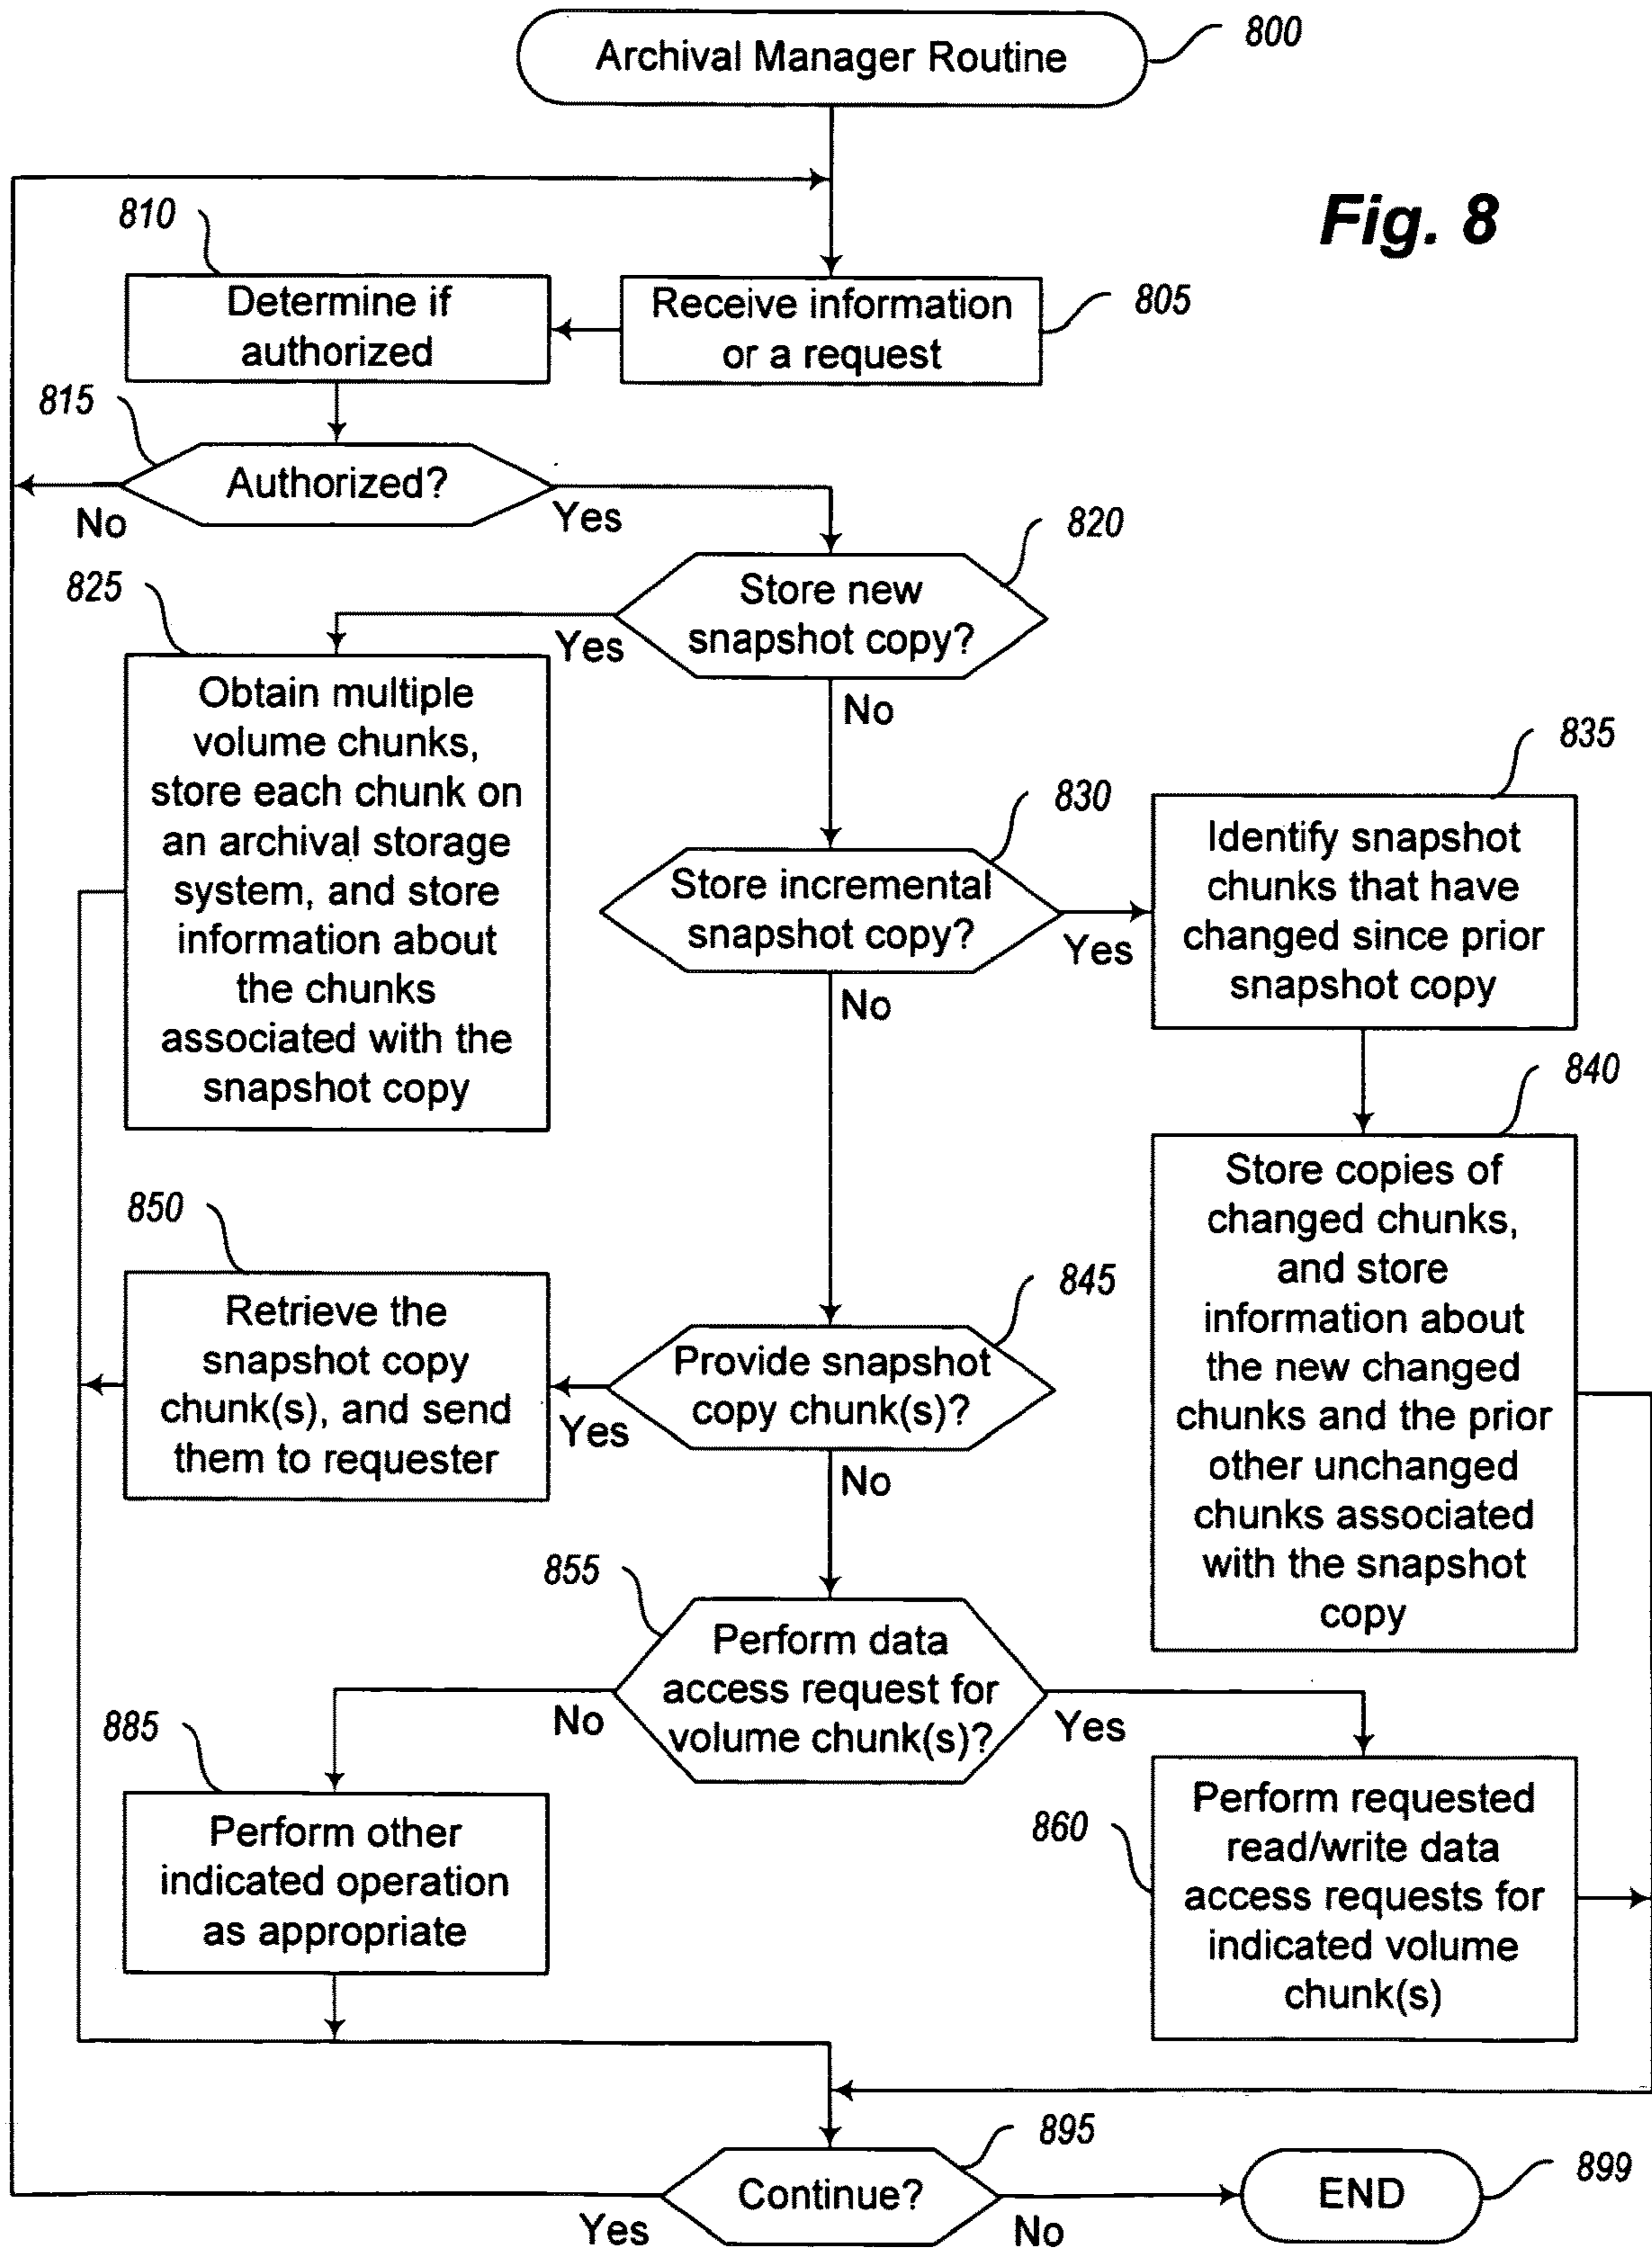 Archival Manager Routine
800
Fig. 8
810
Determine if
authorized
Receive information
or a request
805
815
Authorized?
No
Yes
820
Store new
snapshot copy?
Yes
No
825
Obtain multiple
volume chunks,
store each chunk on
an archival storage
system, and store
information about
the chunks
associated with the
snapshot copy
830
Store incremental
snapshot copy?
Yes
No
835
Identify snapshot
chunks that have
changed since prior
snapshot copy
840
Store copies of
changed chunks,
and store
information about
the new changed
chunks and the prior
other unchanged
chunks associated
with the snapshot
copy
850
Retrieve the
snapshot copy
chunk(s), and send
them to requester
845
Provide snapshot
copy chunk(s)?
Yes
No
855
Perform data
access request for
volume chunk(s)?
No
Yes
885
Perform other
indicated operation
as appropriate
860
Perform requested
read/write data
access requests for
indicated volume
chunk(s)
895
Continue?
Yes
No
END
899